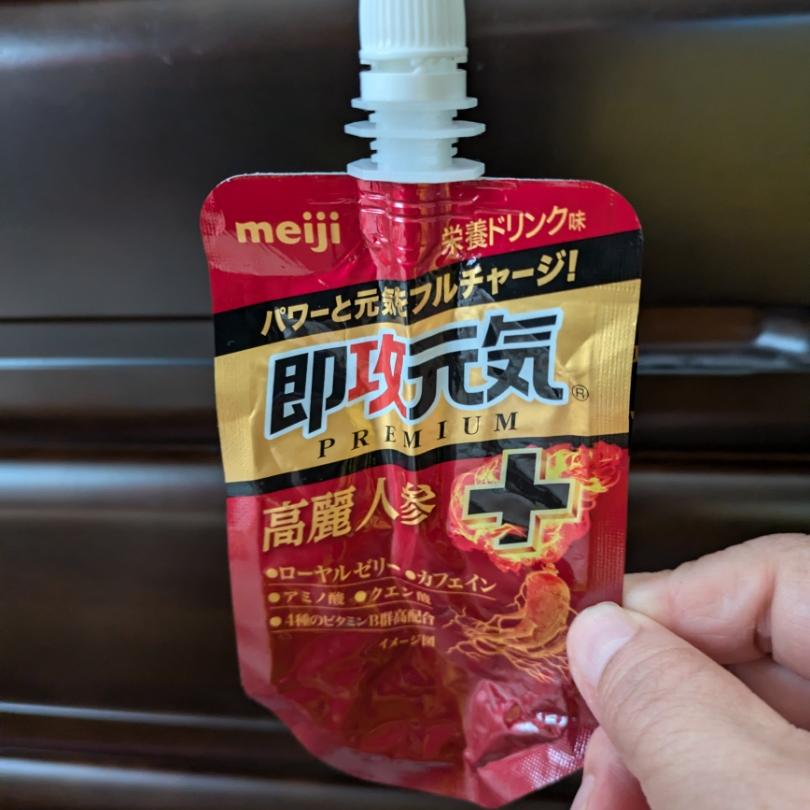 meiji
栄養ドリンク味
パワーと元気をフルチャージ!
即攻元気®
PREMIUM
高麗人参
●ローヤルゼリー ●カフェイン
●アミノ酸 ●クエン酸
●4種のビタミンB群高配合
イメージ図